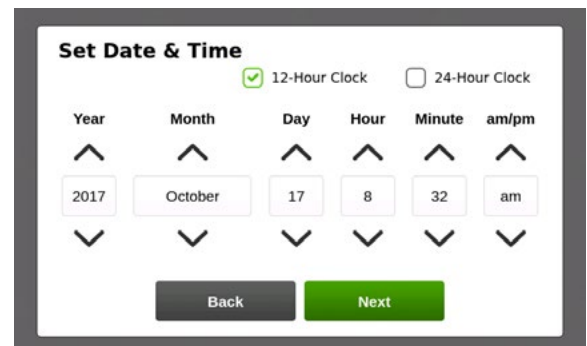 Set Date & Time
12-Hour Clock 24-Hour Clock
Year Month Day Hour Minute am/pm
2017 October 17 8 32 am
Back Next